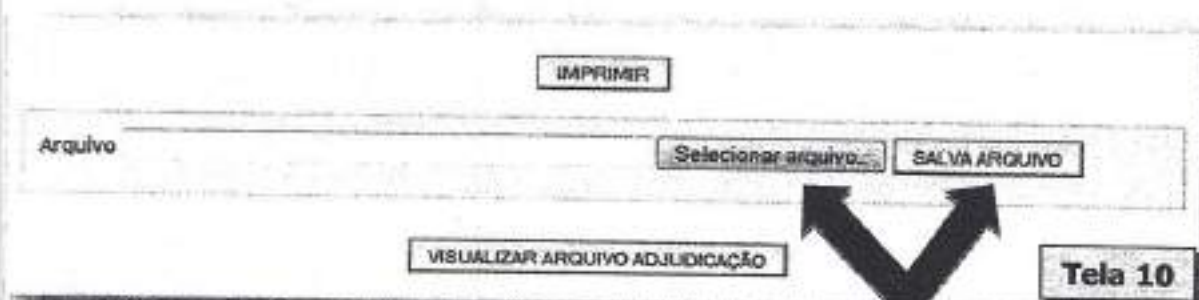 IMPRIMIR
Arquivo Selecionar arquivo... SALVA ARQUIVO
VISUALIZAR ARQUIVO ADJUDICAÇÃO
Tela 10